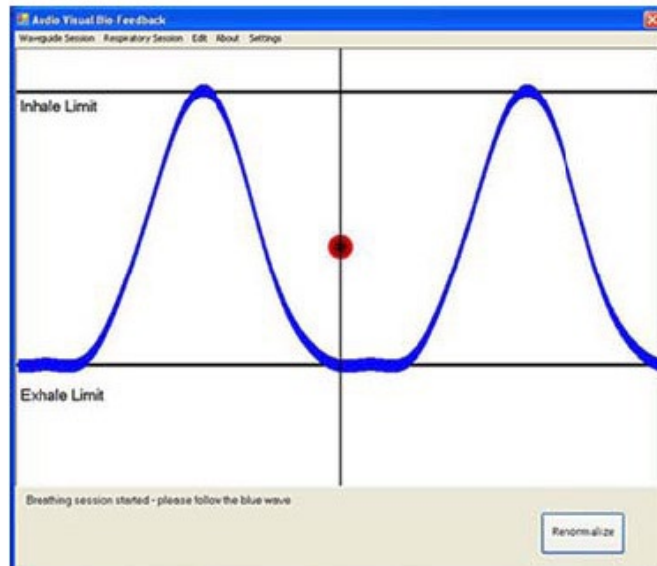 Audio Visual Bio-Feedback
Waveguide Session Respiratory Session Edit About Settings
Inhale Limit
Exhale Limit
Breathing session started - please follow the blue wave
Renormalize